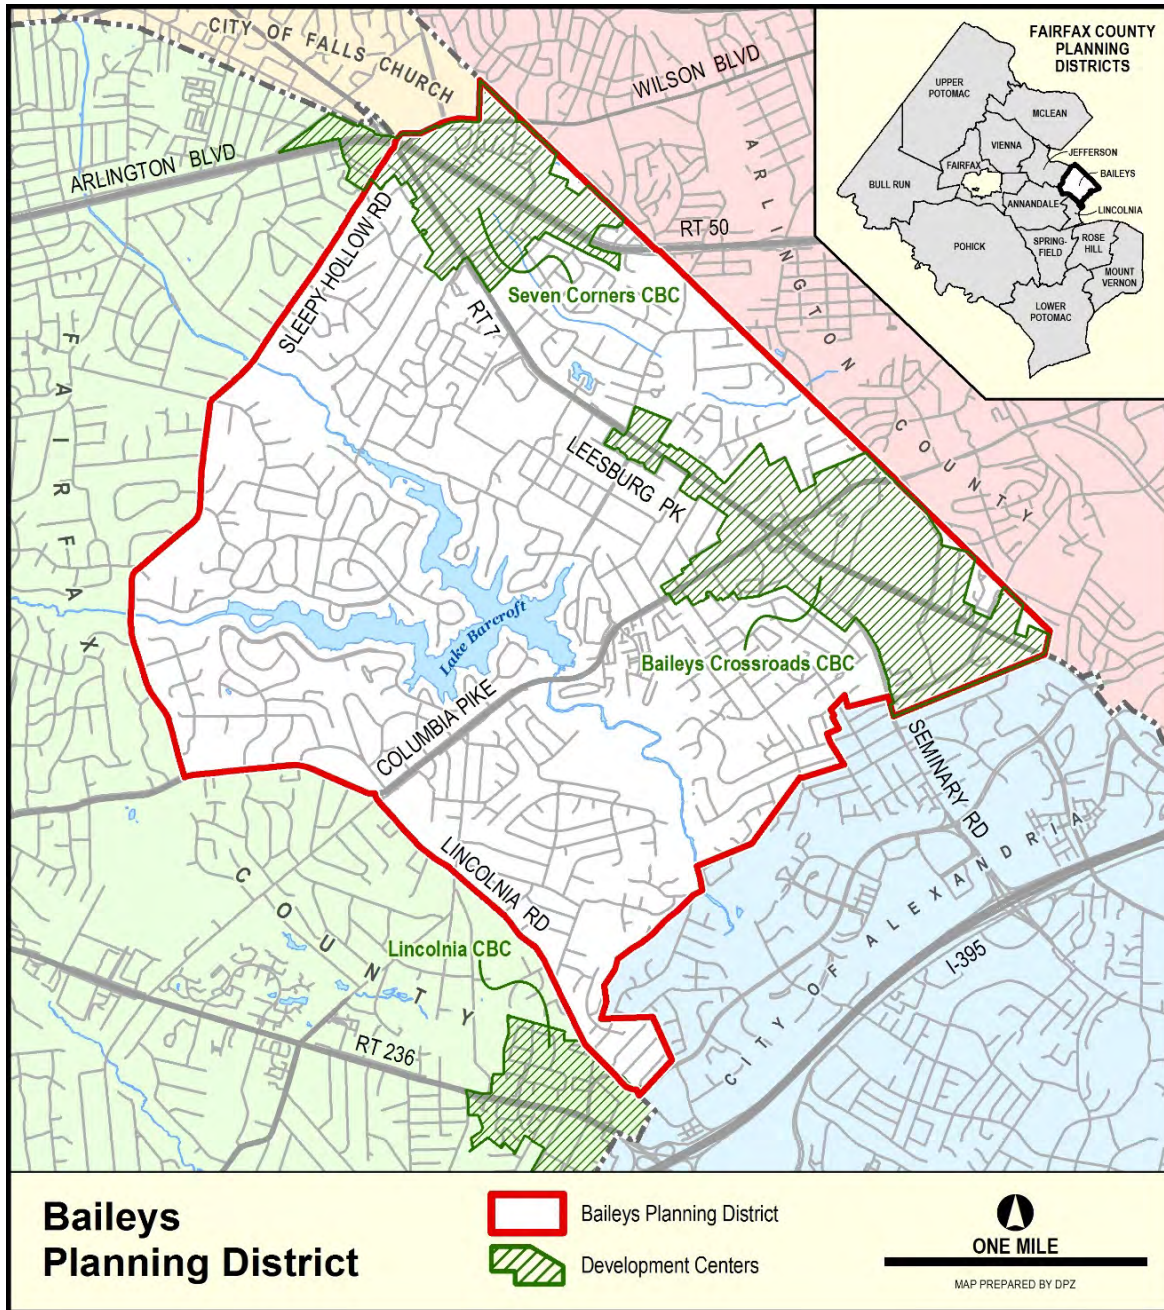 CITY OF FALLS
CHURCH
WILSON BLVD
ARLINGTON BLVD
ARLINGTON
COUNTY
SLEEPY HOLLOW RD
RT 50
Seven Corners CBC
RT 7
FAIRFAX
COUNTY
LEESBURG PK
Lake Barcroft
Baileys Crossroads CBC
COLUMBIA PIKE
SEMINARY RD
LINCOLNIA RD
Lincolnia CBC
CITY OF ALEXANDRIA
I-395
RT 236
FAIRFAX COUNTY
PLANNING
DISTRICTS
UPPER
POTOMAC
MCLEAN
VIENNA
JEFFERSON
FAIRFAX
BAILEYS
BULL RUN
ANNANDALE
LINCOLNIA
POHICK
SPRING-
FIELD
ROSE
HILL
MOUNT
VERNON
LOWER
POTOMAC
Baileys
Planning District
Baileys Planning District
Development Centers
ONE MILE
MAP PREPARED BY DPZ